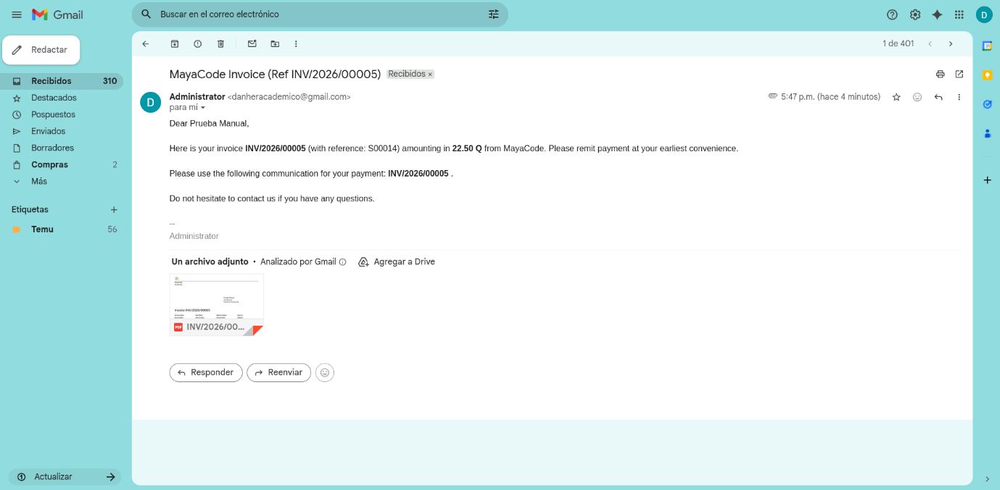 Gmail
Buscar en el correo electrónico
D
Redactar
1 de 401
Recibidos 310
Destacados
Pospuestos
Enviados
Borradores
Compras 2
Más
Etiquetas
Temu 56
Actualizar
MayaCode Invoice (Ref INV/2026/00005) Recibidos ×
D
Administrator <danheracademico@gmail.com> 5:47 p.m. (hace 4 minutos)
para mí
Dear Prueba Manual,
Here is your invoice INV/2026/00005 (with reference: S00014) amounting in 22.50 Q from MayaCode. Please remit payment at your earliest convenience.
Please use the following communication for your payment: INV/2026/00005 .
Do not hesitate to contact us if you have any questions.
--
Administrator
Un archivo adjunto • Analizado por Gmail Agregar a Drive
Invoice INV/2026/00005
PDF INV/2026/00...
Responder Reenviar
31